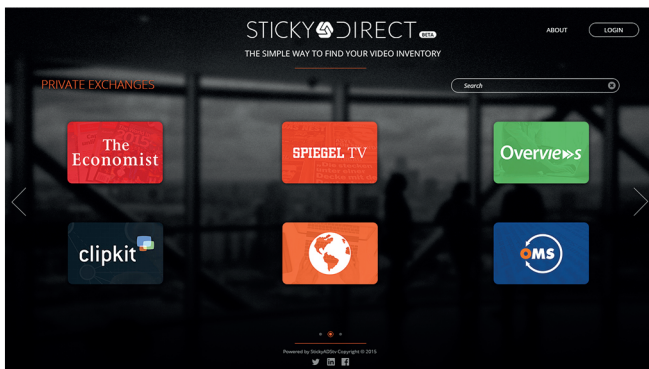 STICKY DIRECT BETA
ABOUT
LOGIN
THE SIMPLE WAY TO FIND YOUR VIDEO INVENTORY
PRIVATE EXCHANGES
Search
The
Economist
SPIEGEL TV
Overviews
clipkit
OMS
Powered by StickyADStv Copyright © 2015